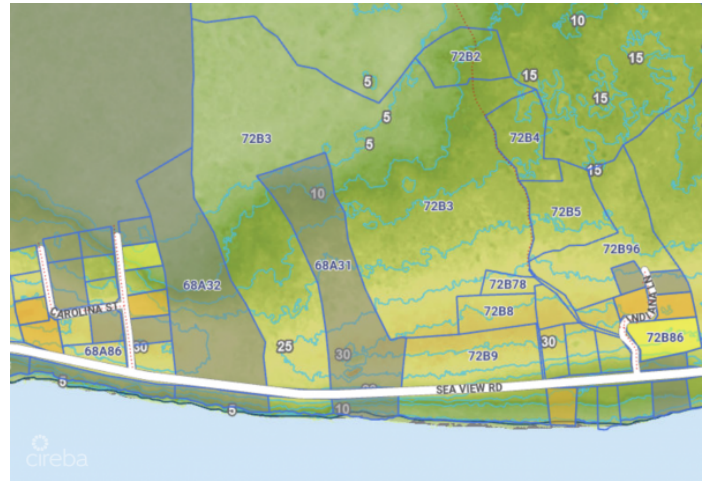 10
72B2
15
5
15
5
72B3
5
72B4
15
15
10
72B3
72B5
72B96
68A32
68A31
72B78
CAROLINA ST
72B8
72B86
68A86
30
25
30
72B9
30
SEA VIEW RD
5
5
10
cireba